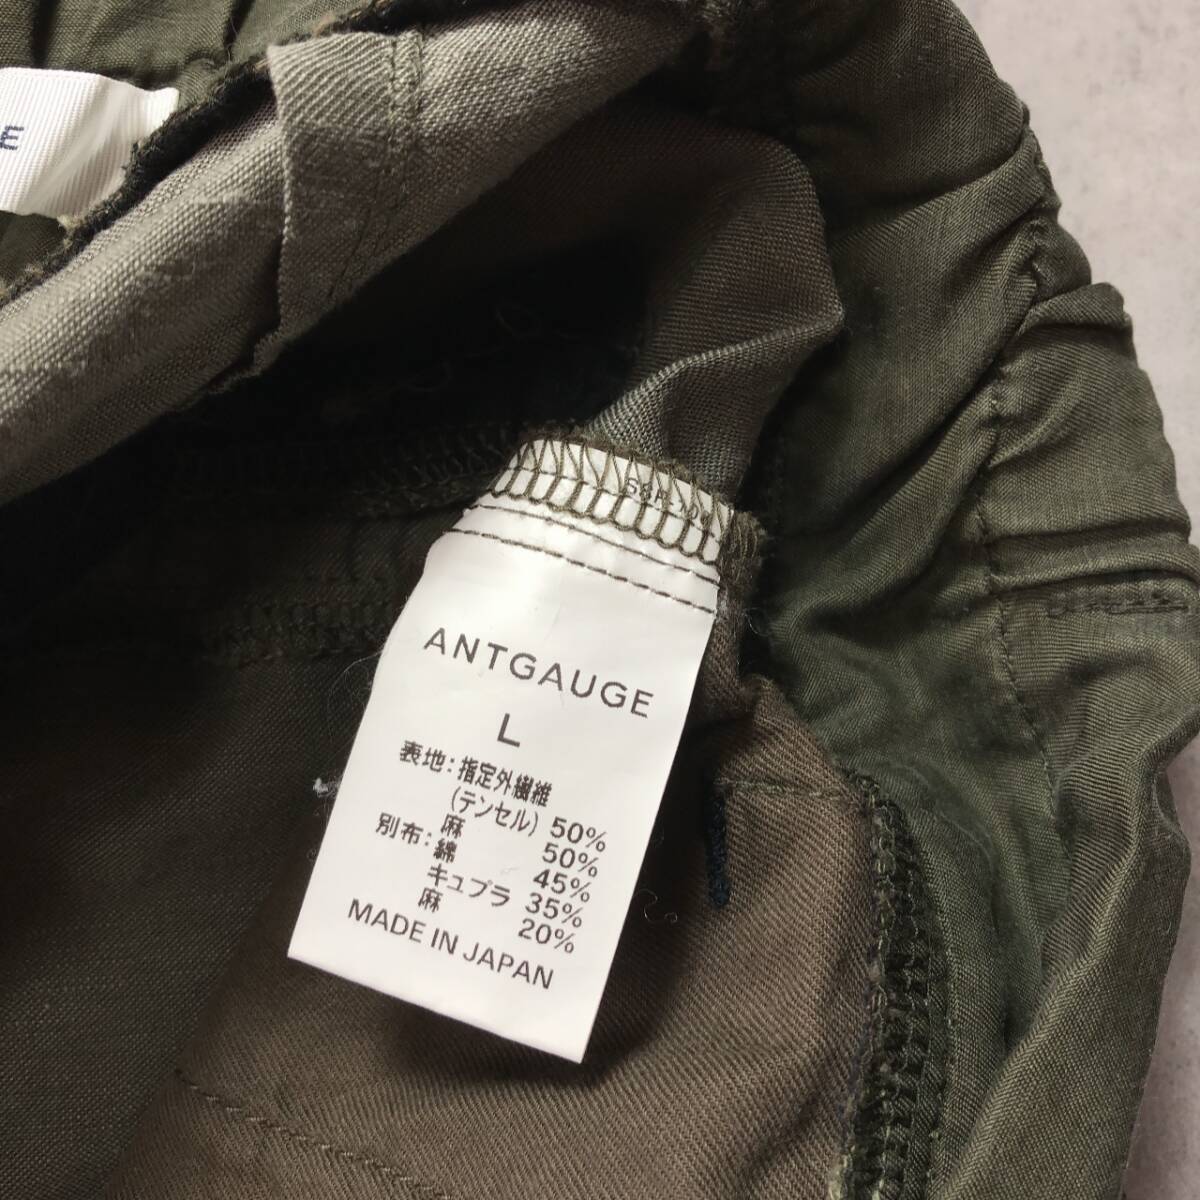 E
ANTGAUGE
L
表地:指定外繊維
(テンセル) 50%
麻 50%
別布:綿 45%
キュプラ 35%
麻 20%
MADE IN JAPAN